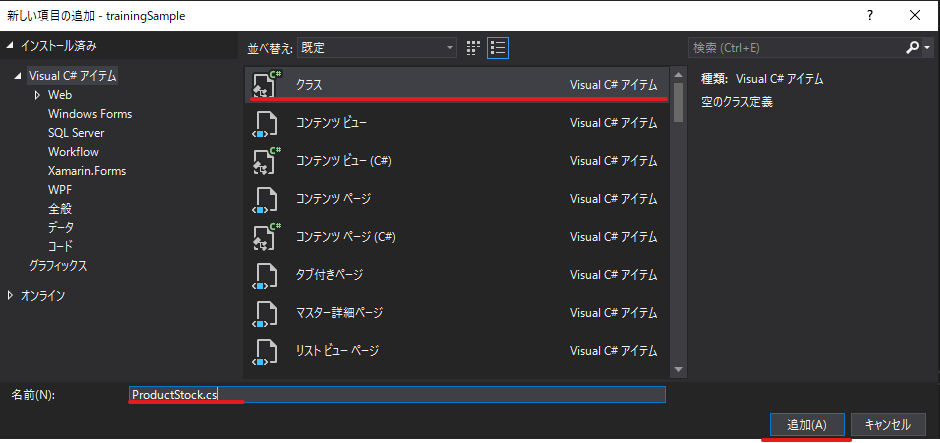 新しい項目の追加 - trainingSample
インストール済み
並べ替え: 既定
検索 (Ctrl+E)
Visual C# アイテム
Web
Windows Forms
SQL Server
Workflow
Xamarin.Forms
WPF
全般
データ
コード
グラフィックス
オンライン
クラス Visual C# アイテム
コンテンツ ビュー Visual C# アイテム
コンテンツ ビュー (C#) Visual C# アイテム
コンテンツ ページ Visual C# アイテム
コンテンツ ページ (C#) Visual C# アイテム
タブ付きページ Visual C# アイテム
マスター詳細ページ Visual C# アイテム
リスト ビュー ページ Visual C# アイテム
種類: Visual C# アイテム
空のクラス定義
名前(N): ProductStock.cs
追加(A) キャンセル